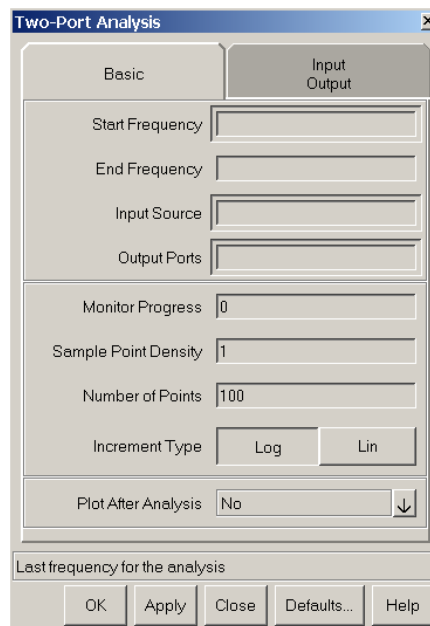 Two-Port Analysis
Basic
Input
Output
Start Frequency
End Frequency
Input Source
Output Ports
Monitor Progress 0
Sample Point Density 1
Number of Points 100
Increment Type Log Lin
Plot After Analysis No
Last frequency for the analysis
OK Apply Close Defaults... Help